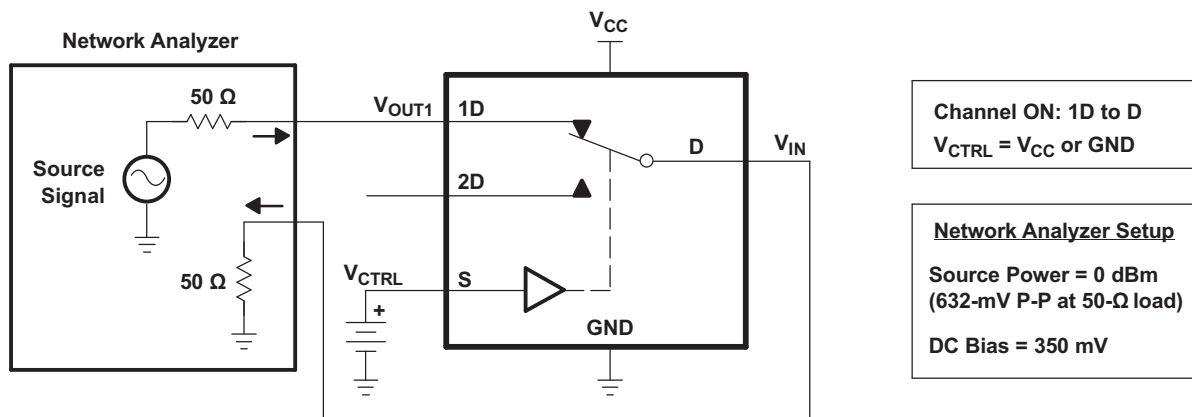 V_CC
Network Analyzer
50 Ω
V_OUT1
1D
Source
Signal
D
V_IN
2D
50 Ω
V_CTRL
S
+
GND
Channel ON: 1D to D
V_CTRL = V_CC or GND
Network Analyzer Setup
Source Power = 0 dBm
(632-mV P-P at 50-Ω load)
DC Bias = 350 mV